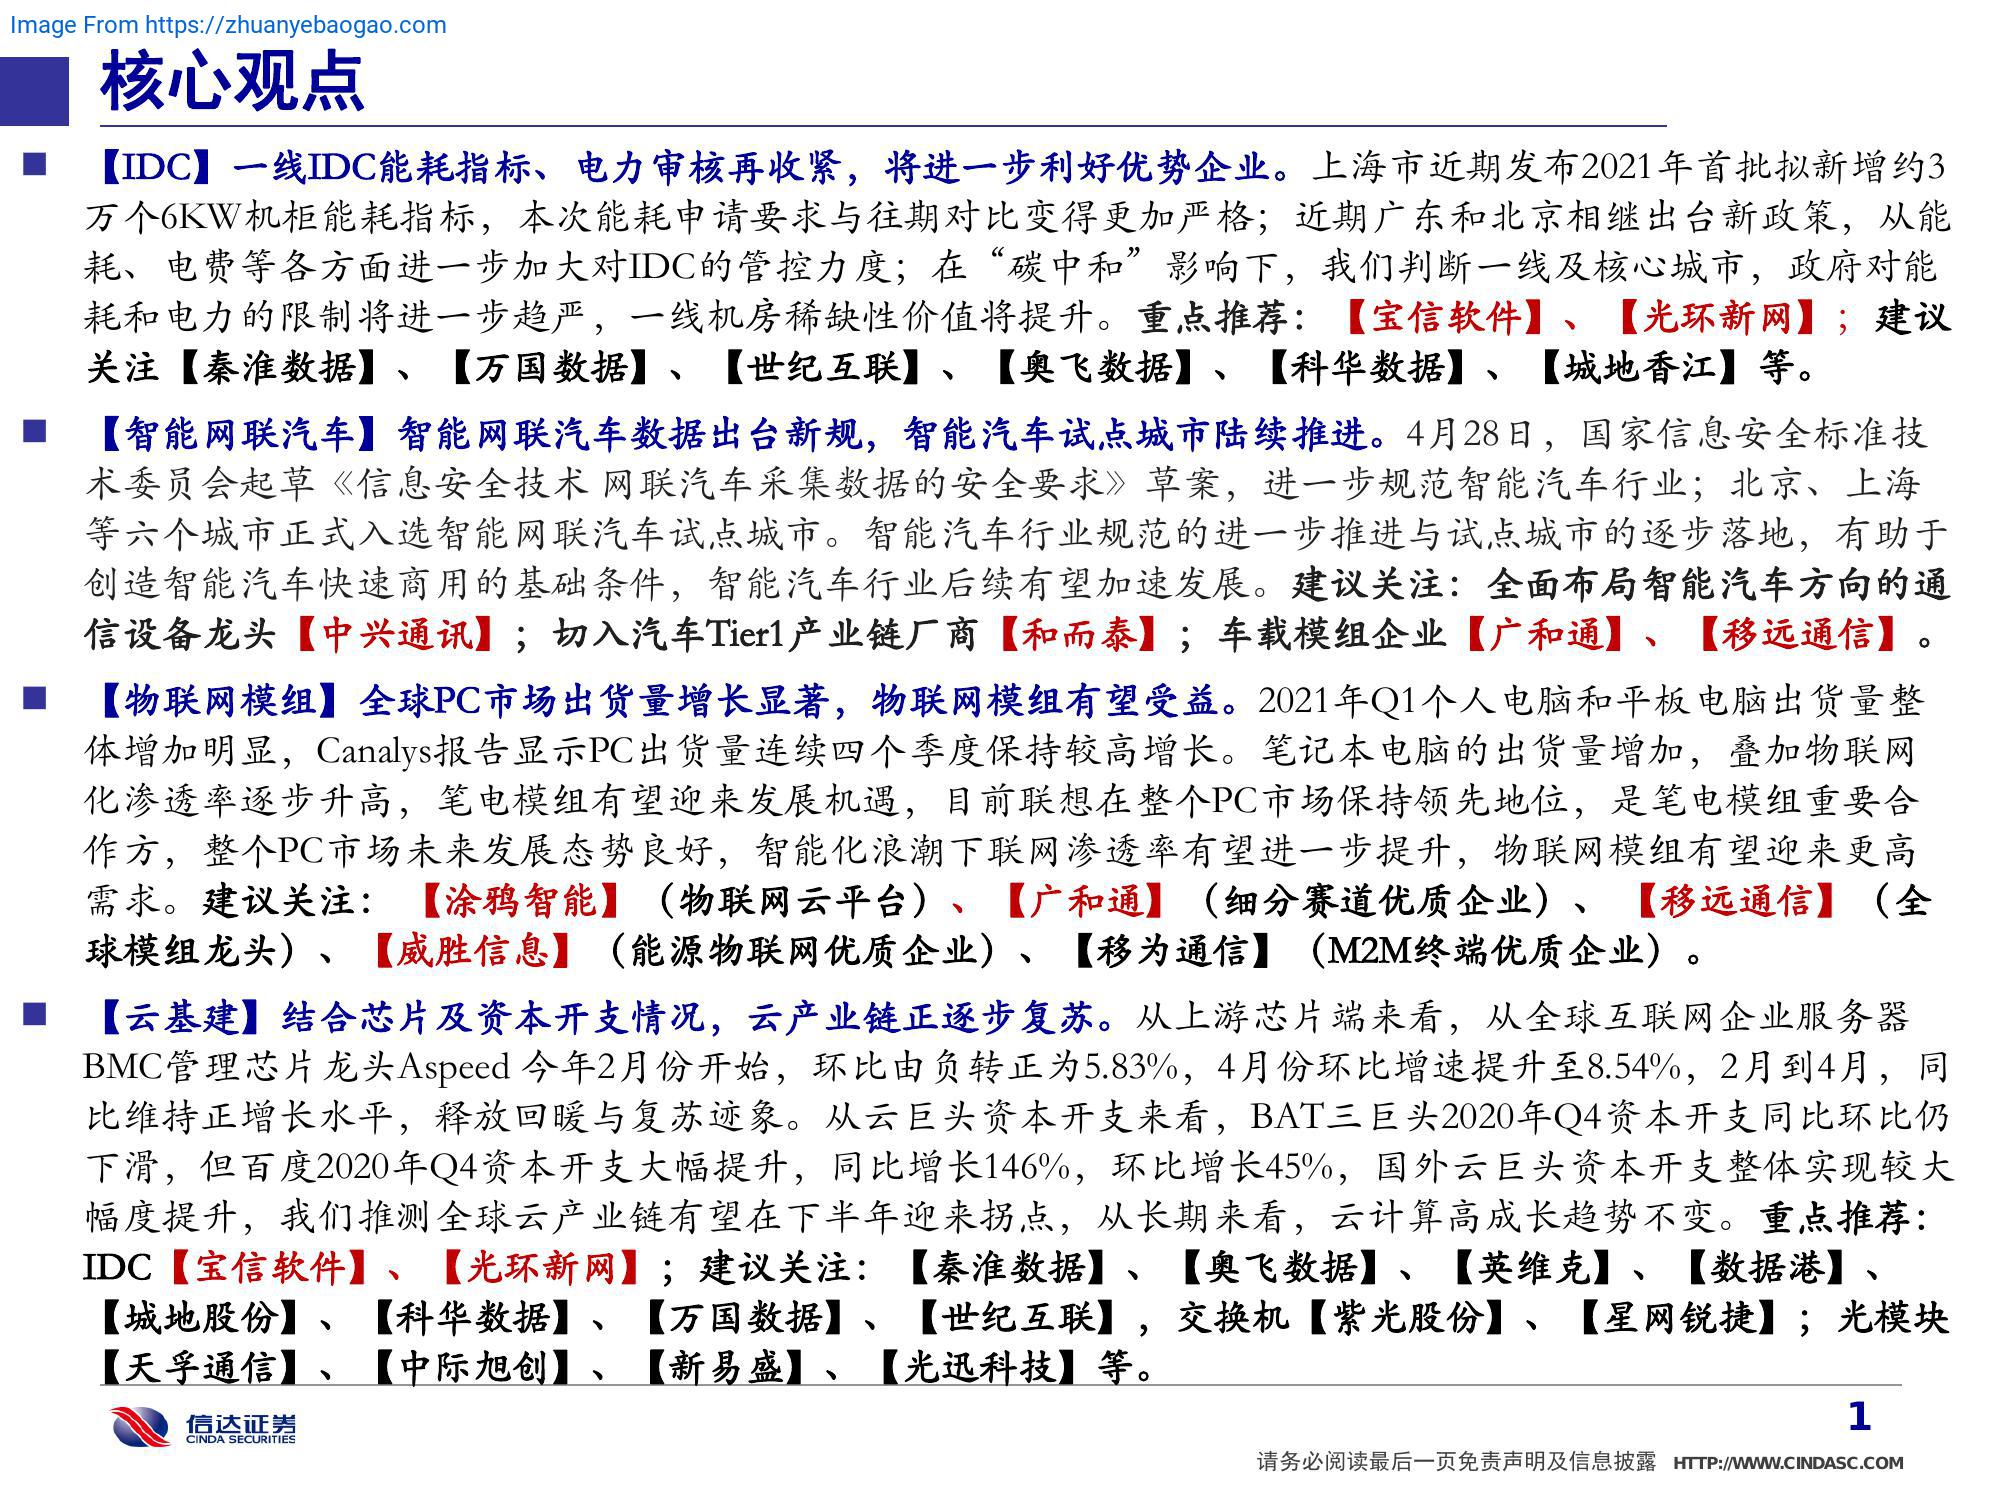 Image From https://zhuanyebaogao.com
核心观点
【IDC】一线IDC能耗指标、电力审核再收紧，将进一步利好优势企业。上海市近期发布2021年首批拟新增约3
万个6KW机柜能耗指标，本次能耗申请要求与往期对比变得更加严格；近期广东和北京相继出台新政策，从能
耗、电费等各方面进一步加大对IDC的管控力度；在“碳中和”影响下，我们判断一线及核心城市，政府对能
耗和电力的限制将进一步趋严，一线机房稀缺性价值将提升。重点推荐：【宝信软件】、【光环新网】；建议
关注【秦淮数据】、【万国数据】、【世纪互联】、【奥飞数据】、【科华数据】、【城地香江】等。
【智能网联汽车】智能网联汽车数据出台新规，智能汽车试点城市陆续推进。4月28日，国家信息安全标准技
术委员会起草《信息安全技术 网联汽车采集数据的安全要求》草案，进一步规范智能汽车行业；北京、上海
等六个城市正式入选智能网联汽车试点城市。智能汽车行业规范的进一步推进与试点城市的逐步落地，有助于
创造智能汽车快速商用的基础条件，智能汽车行业后续有望加速发展。建议关注：全面布局智能汽车方向的通
信设备龙头【中兴通讯】；切入汽车Tier1产业链厂商【和而泰】；车载模组企业【广和通】、【移远通信】。
【物联网模组】全球PC市场出货量增长显著，物联网模组有望受益。2021年Q1个人电脑和平板电脑出货量整
体增加明显，Canalys报告显示PC出货量连续四个季度保持较高增长。笔记本电脑的出货量增加，叠加物联网
化渗透率逐步升高，笔电模组有望迎来发展机遇，目前联想在整个PC市场保持领先地位，是笔电模组重要合
作方，整个PC市场未来发展态势良好，智能化浪潮下联网渗透率有望进一步提升，物联网模组有望迎来更高
需求。建议关注：【涂鸦智能】（物联网云平台）、【广和通】（细分赛道优质企业）、【移远通信】（全
球模组龙头）、【威胜信息】（能源物联网优质企业）、【移为通信】（M2M终端优质企业）。
【云基建】结合芯片及资本开支情况，云产业链正逐步复苏。从上游芯片端来看，从全球互联网企业服务器
BMC管理芯片龙头Aspeed 今年2月份开始，环比由负转正为5.83%，4月份环比增速提升至8.54%，2月到4月，同
比维持正增长水平，释放回暖与复苏迹象。从云巨头资本开支来看，BAT三巨头2020年Q4资本开支同比环比仍
下滑，但百度2020年Q4资本开支大幅提升，同比增长146%，环比增长45%，国外云巨头资本开支整体实现较大
幅度提升，我们推测全球云产业链有望在下半年迎来拐点，从长期来看，云计算高成长趋势不变。重点推荐：
IDC【宝信软件】、【光环新网】；建议关注：【秦淮数据】、【奥飞数据】、【英维克】、【数据港】、
【城地股份】、【科华数据】、【万国数据】、【世纪互联】，交换机【紫光股份】、【星网锐捷】；光模块
【天孚通信】、【中际旭创】、【新易盛】、【光迅科技】等。
信达证券
CINDA SECURITIES
1
请务必阅读最后一页免责声明及信息披露 HTTP://WWW.CINDASC.COM